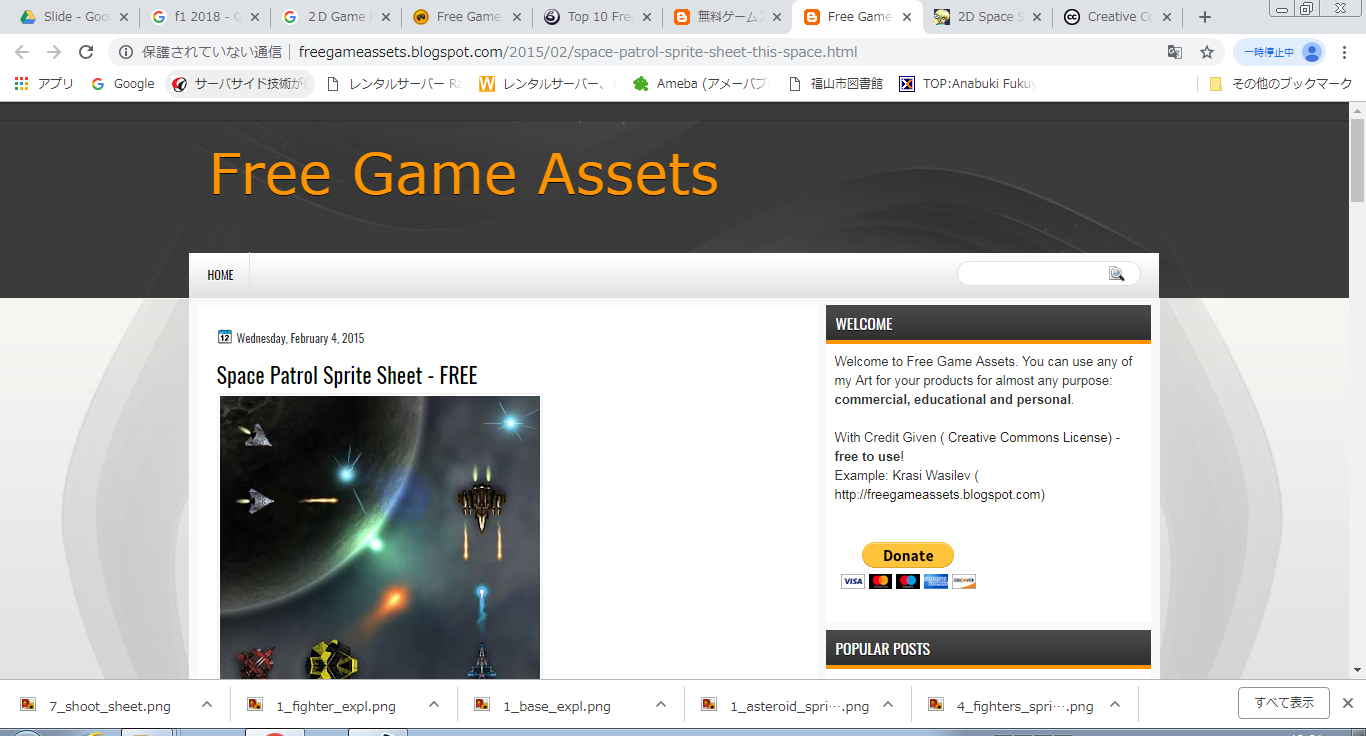 Slide - Goo
f1 2018 - G
２Ｄ Game
Free Game
Top 10 Fre
無料ゲーム
Free Game
2D Space S
Creative Co
保護されていない通信 | freegameassets.blogspot.com/2015/02/space-patrol-sprite-sheet-this-space.html
一時停止中
アプリ
Google
サーバサイド技術が
レンタルサーバー Ra
レンタルサーバー、
Ameba (アメーバブ
福山市図書館
TOP:Anabuki Fukuy
その他のブックマーク
Free Game Assets
HOME
12 Wednesday, February 4, 2015
Space Patrol Sprite Sheet - FREE
WELCOME
Welcome to Free Game Assets. You can use any of
my Art for your products for almost any purpose:
commercial, educational and personal.
With Credit Given ( Creative Commons License) -
free to use!
Example: Krasi Wasilev (
http://freegameassets.blogspot.com)
Donate
VISA
DISCOVER
POPULAR POSTS
7_shoot_sheet.png
1_fighter_expl.png
1_base_expl.png
1_asteroid_spri....png
4_fighters_spri....png
すべて表示